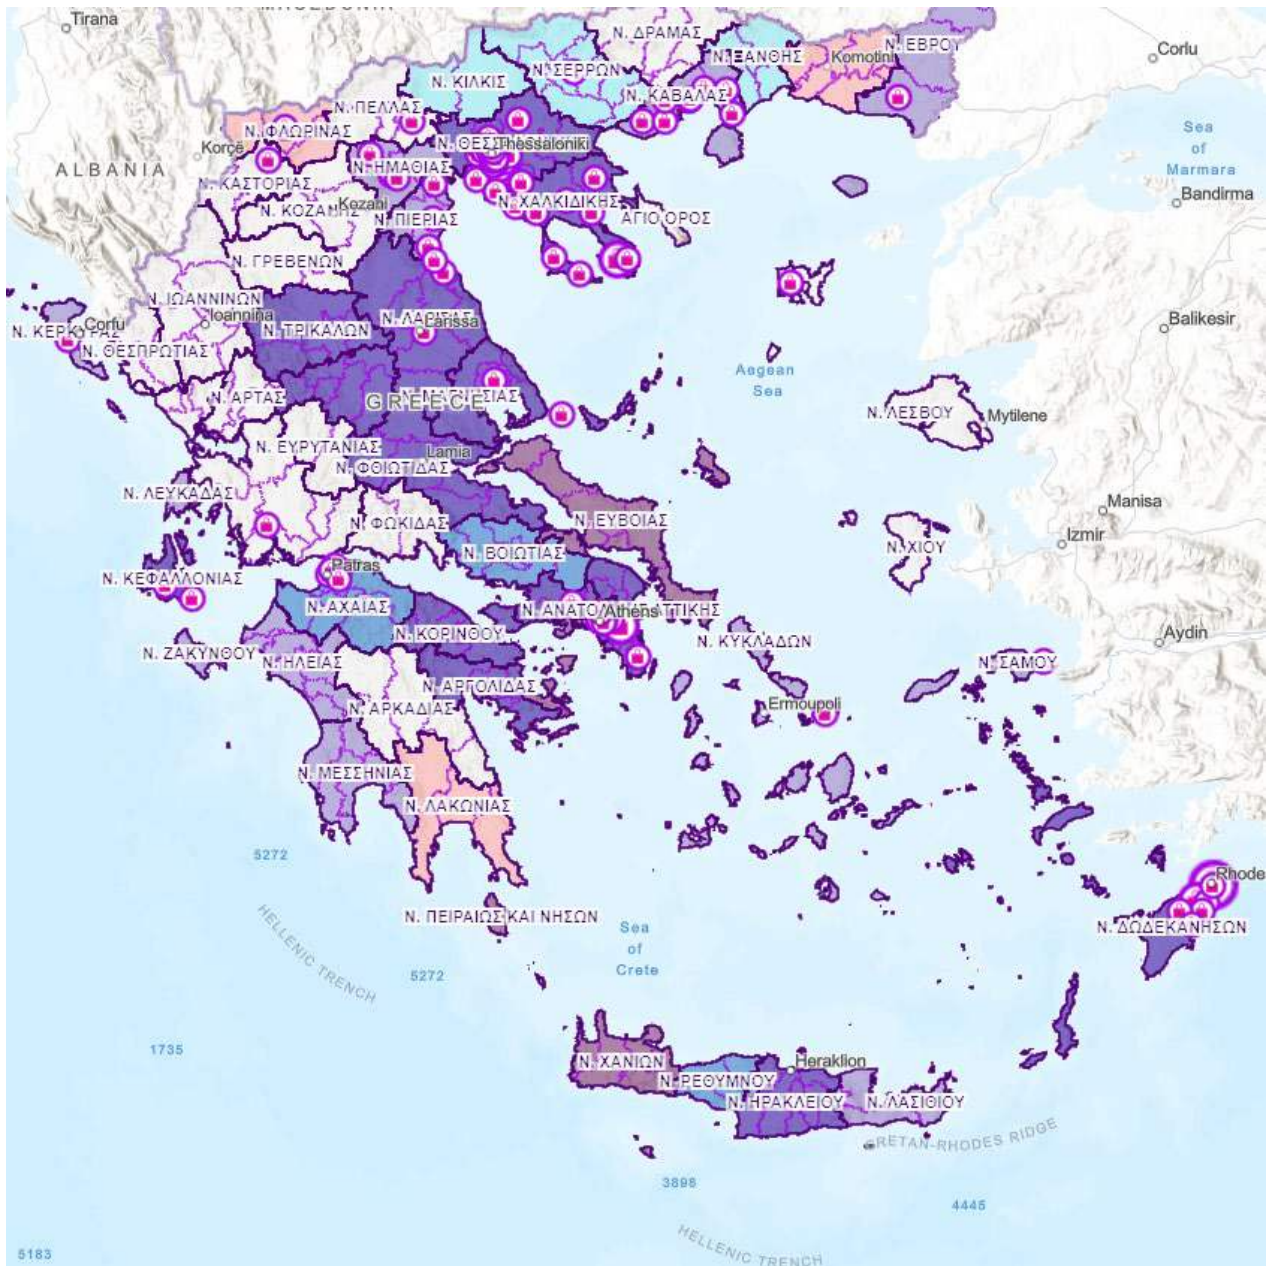 MACEDONIA
Tirana
Ν. ΔΡΑΜΑΣ
Ν. ΕΒΡΟΥ
Corlu
Ν. ΞΑΝΘΗΣ
Komotini
Ν. ΣΕΡΡΩΝ
Ν. ΚΙΛΚΙΣ
Ν. ΚΑΒΑΛΑΣ
Ν. ΠΕΛΛΑΣ
Ν. ΦΛΩΡΙΝΑΣ
Sea
of
Marmara
Korçë
Thessaloniki
ALBANIA
Ν. ΗΜΑΘΙΑΣ
Ν. ΚΑΣΤΟΡΙΑΣ
Bandirma
Ν. ΚΟΖΑΝΗΣ
Kozani
Ν. ΧΑΛΚΙΔΙΚΗΣ
Ν. ΠΙΕΡΙΑΣ
ΑΓΙΟ ΟΡΟΣ
Ν. ΓΡΕΒΕΝΩΝ
Ν. ΙΩΑΝΝΙΝΩΝ
Ioannina
Ν. ΤΡΙΚΑΛΩΝ
Ν. ΛΑΡΙΣΑΣ
Larissa
Balikesir
Ν. ΚΕΡΚΥΡΑΣ
Corfu
Ν. ΘΕΣΠΡΩΤΙΑΣ
Aegean
Sea
Ν. ΑΡΤΑΣ
GREECE
Ν. ΛΕΣΒΟΥ
Mytilene
Ν. ΕΥΡΥΤΑΝΙΑΣ
Lamia
Ν. ΦΘΙΩΤΙΔΑΣ
Ν. ΛΕΥΚΑΔΑΣ
Manisa
Ν. ΦΩΚΙΔΑΣ
Ν. ΕΥΒΟΙΑΣ
Izmir
Ν. ΒΟΙΩΤΙΑΣ
Ν. ΧΙΟΥ
Patras
Ν. ΚΕΦΑΛΛΟΝΙΑΣ
Ν. ΑΧΑΪΑΣ
Athens
Ν. ΚΟΡΙΝΘΟΥ
Ν. ΚΥΚΛΑΔΩΝ
Aydin
Ν. ΖΑΚΥΝΘΟΥ
Ν. ΗΛΕΙΑΣ
Ν. ΣΑΜΟΥ
Ν. ΑΡΓΟΛΙΔΑΣ
Ν. ΑΡΚΑΔΙΑΣ
Ermoupoli
Ν. ΜΕΣΣΗΝΙΑΣ
Ν. ΛΑΚΩΝΙΑΣ
5272
Rhode
Ν. ΠΕΙΡΑΙΩΣ ΚΑΙ ΝΗΣΩΝ
Ν. ΔΩΔΕΚΑΝΗΣΩΝ
Sea
of
Crete
HELLENIC TRENCH
5272
1735
Ν. ΧΑΝΙΩΝ
Heraklion
Ν. ΡΕΘΥΜΝΟΥ
Ν. ΗΡΑΚΛΕΙΟΥ
Ν. ΛΑΣΙΘΙΟΥ
CRETAN-RHODES RIDGE
3898
4445
HELLENIC TRENCH
5183